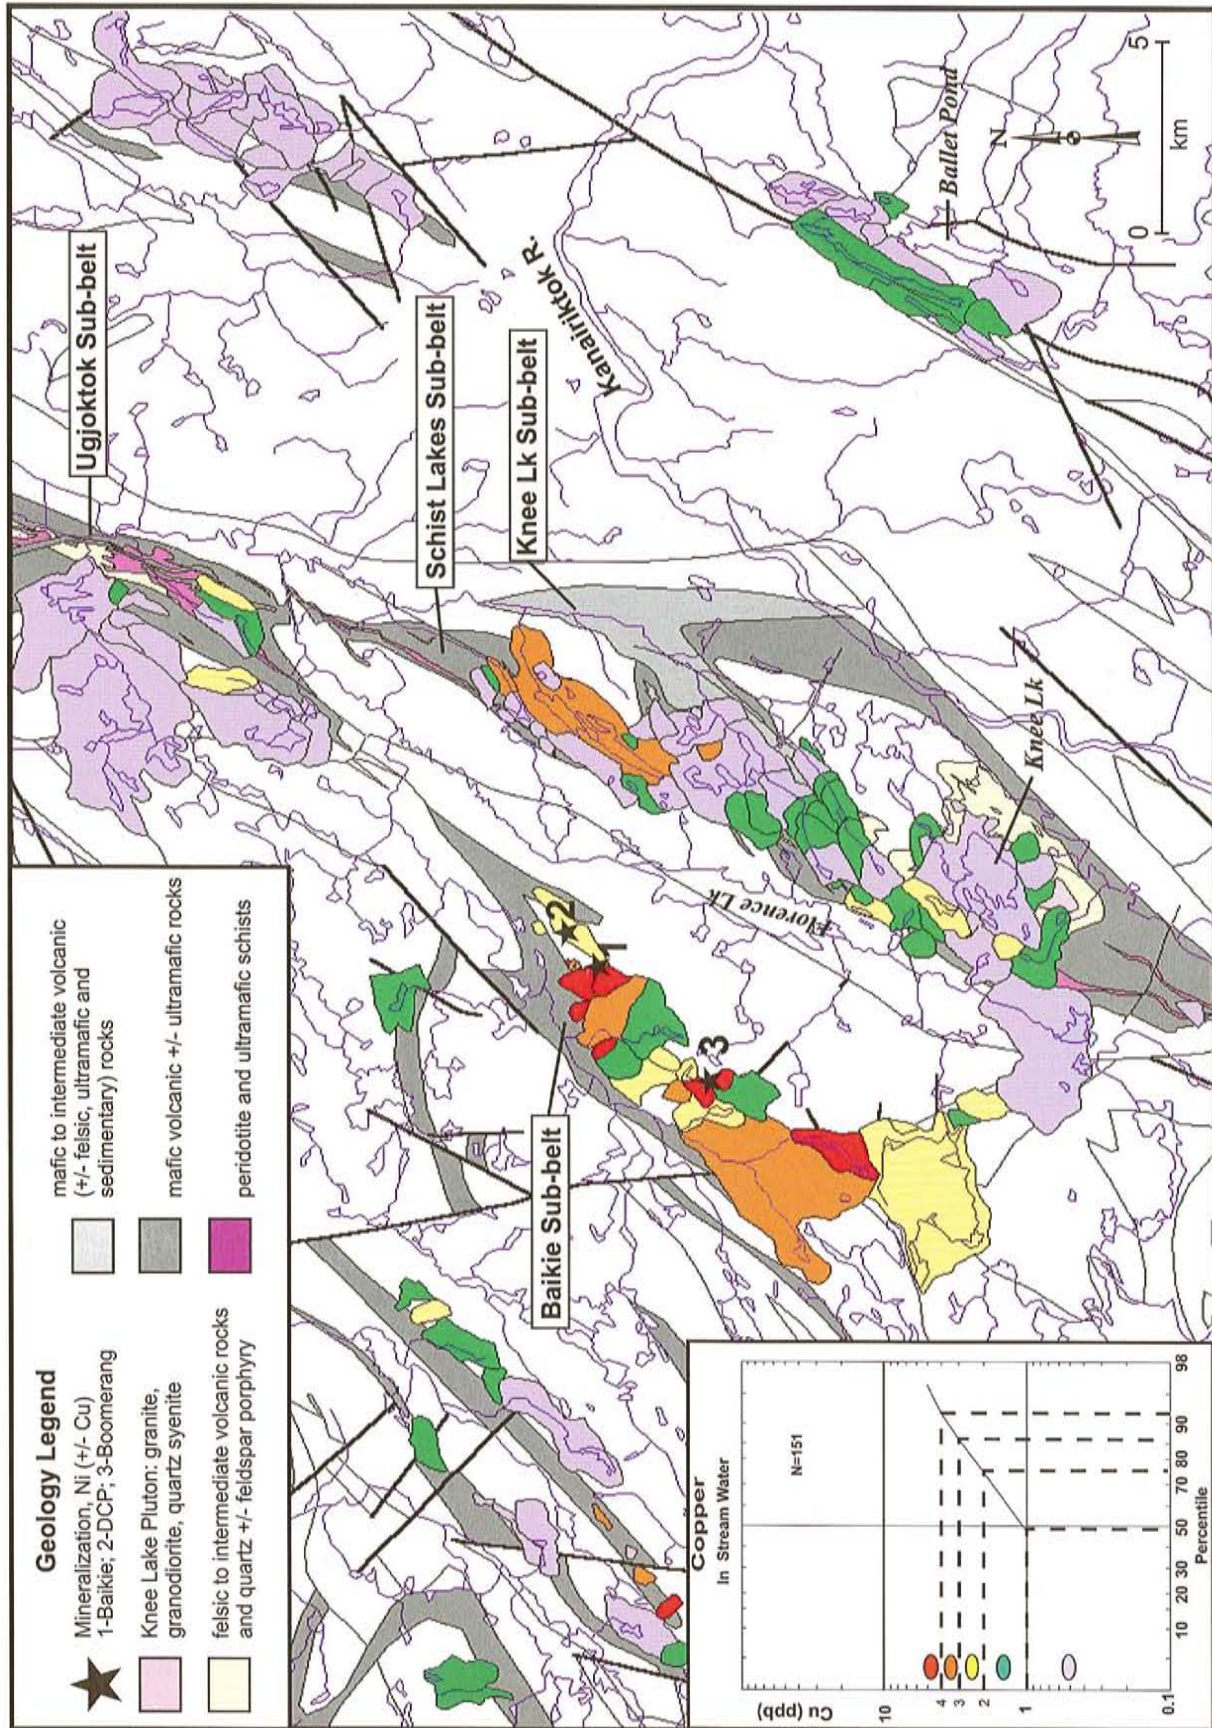 Geology Legend
Mineralization, Ni (+/- Cu)
1-Baikie; 2-DCP; 3-Boomerang
Knee Lake Pluton: granite,
granodiorite, quartz syenite
felsic to intermediate volcanic rocks
and quartz +/- feldspar porphyry
mafic to intermediate volcanic
(+/- felsic, ultramafic and
sedimentary) rocks
mafic volcanic +/- ultramafic rocks
peridotite and ultramafic schists
Ugjoktok Sub-belt
Schist Lakes Sub-belt
Knee Lk Sub-belt
Baikie Sub-belt
Kanairiktok R.
Florence Lk
Knee Lk
Ballet Pond
1
2
3
N
0
5
km
Copper
In Stream Water
N=151
Cu (ppb)
10
4
3
2
1
0.1
10
20
30
50
70
80
90
98
Percentile